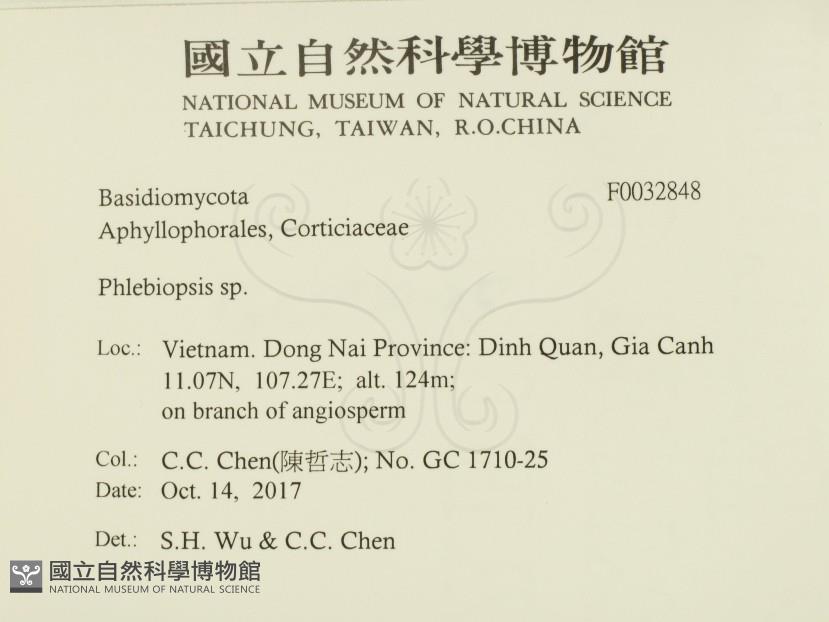 國立自然科學博物館
NATIONAL MUSEUM OF NATURAL SCIENCE
TAICHUNG, TAIWAN, R.O.CHINA
Basidiomycota F0032848
Aphyllophorales, Corticiaceae
Phlebiopsis sp.
Loc.: Vietnam. Dong Nai Province: Dinh Quan, Gia Canh
11.07N, 107.27E; alt. 124m;
on branch of angiosperm
Col.: C.C. Chen(陳哲志); No. GC 1710-25
Date: Oct. 14, 2017
Det.: S.H. Wu & C.C. Chen
國立自然科學博物館
NATIONAL MUSEUM OF NATURAL SCIENCE